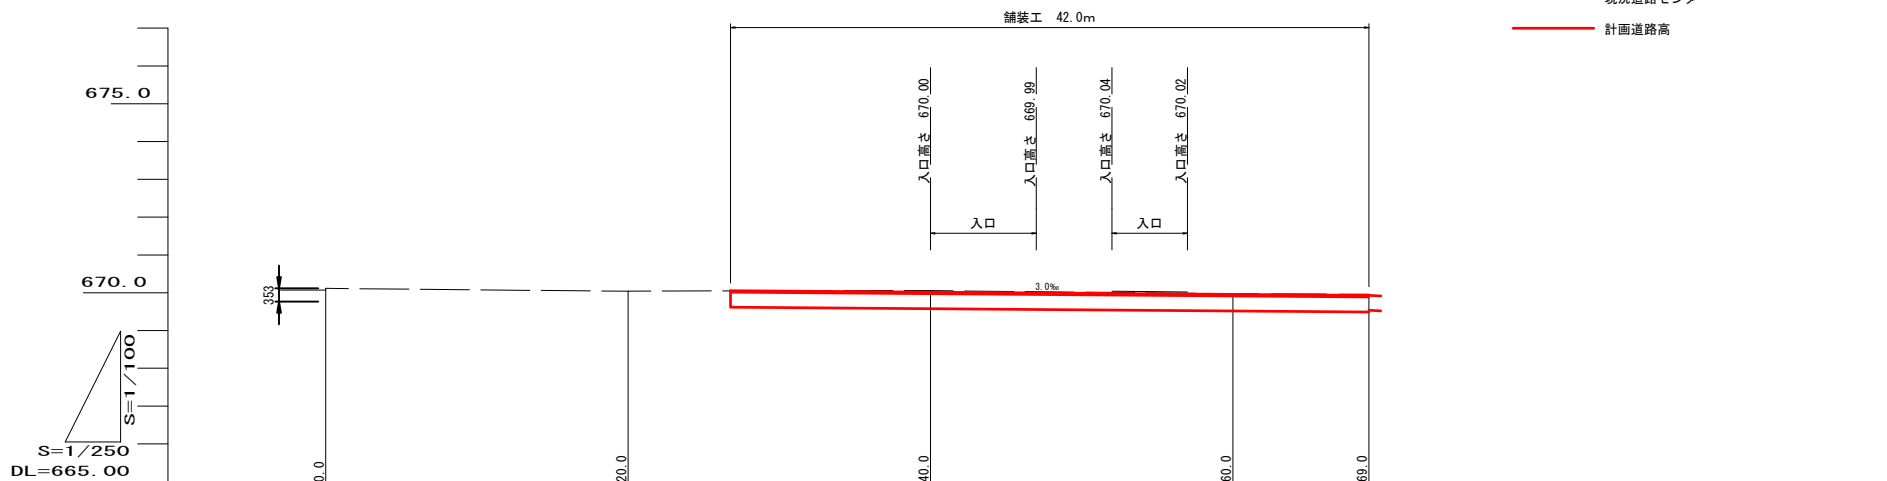 舗装工 42.0m
計画道路高
675.0
入口高さ 670.00
入口高さ 669.99
入口高さ 670.04
入口高さ 670.02
入口
入口
670.0
353
3.0‰
S=1/100
S=1/250
DL=665.00
0.0
20.0
40.0
60.0
69.0